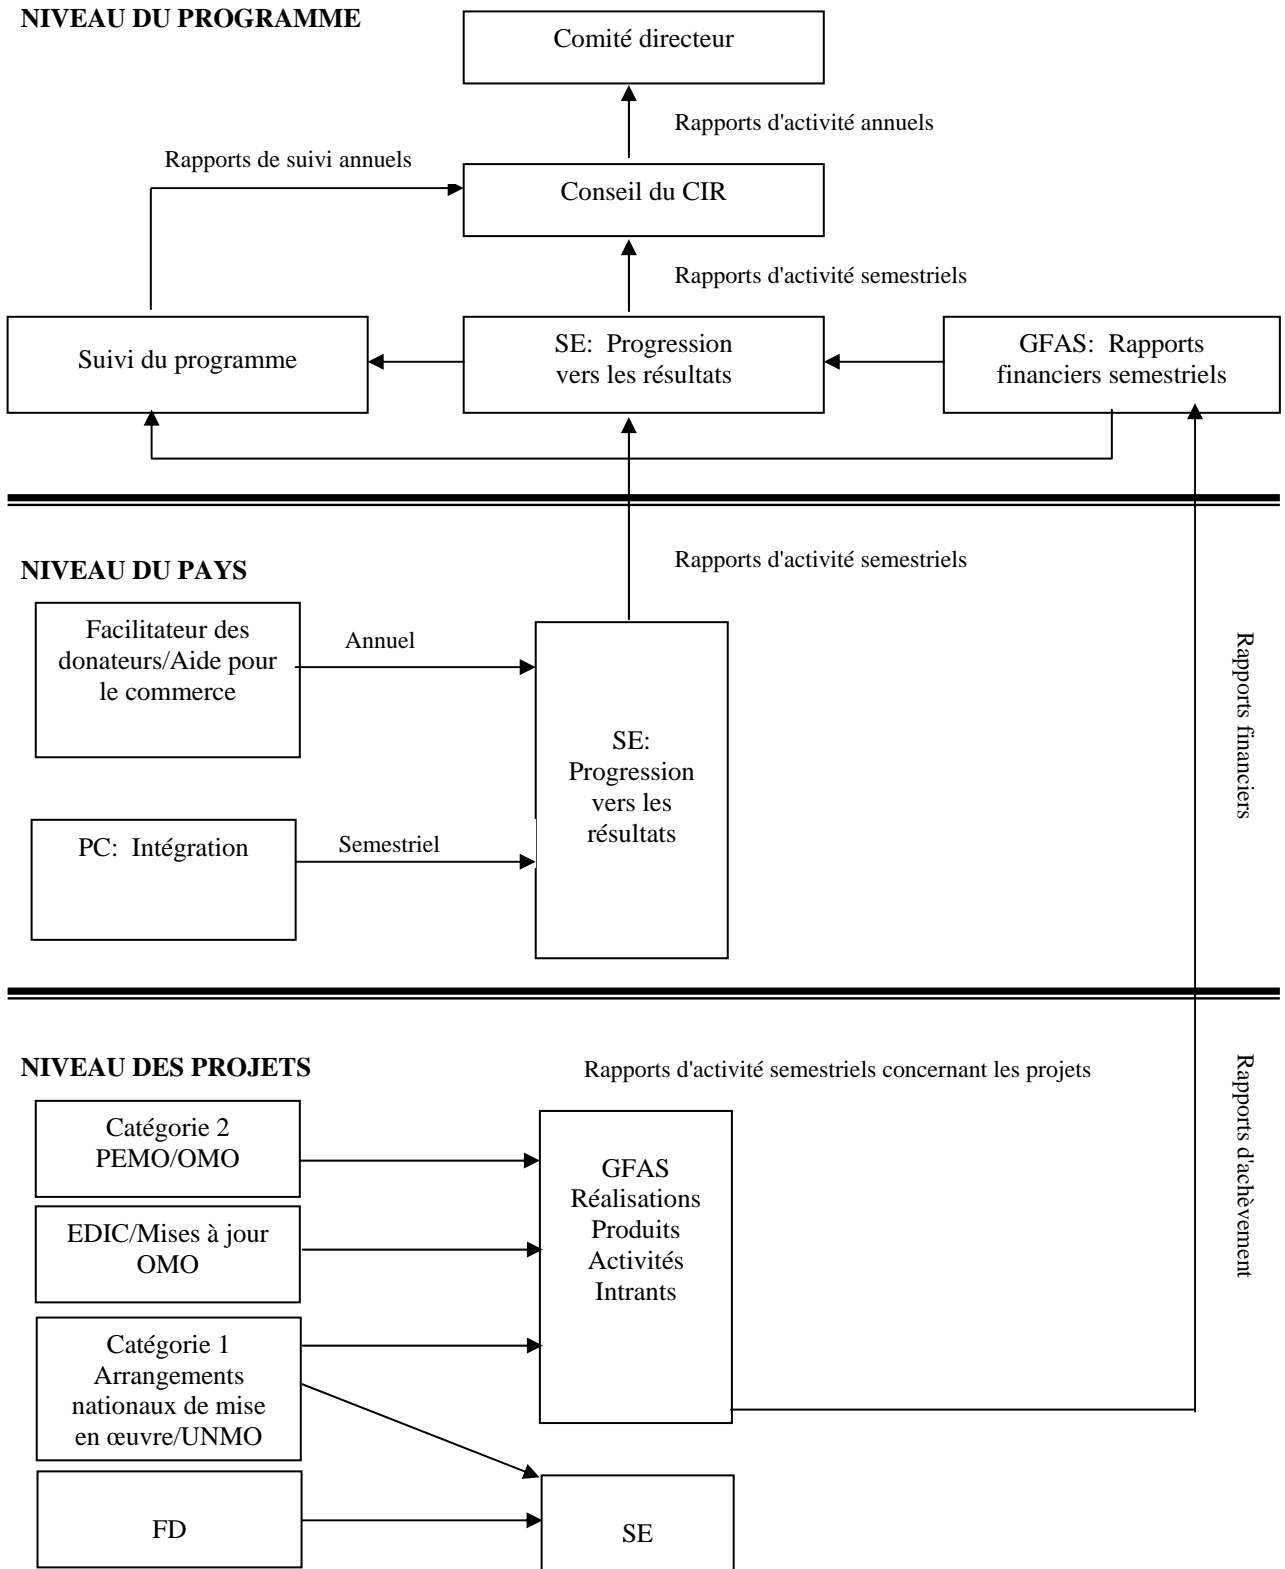 NIVEAU DU PROGRAMME
Comité directeur
Rapports d'activité annuels
Rapports de suivi annuels
Conseil du CIR
Rapports d'activité semestriels
Suivi du programme
SE: Progression
vers les résultats
GFAS: Rapports
financiers semestriels
NIVEAU DU PAYS
Rapports d'activité semestriels
Facilitateur des
donateurs/Aide pour
le commerce
Annuel
SE:
Progression
vers les
résultats
PC: Intégration
Semestriel
Rapports financiers
NIVEAU DES PROJETS
Rapports d'activité semestriels concernant les projets
Catégorie 2
PEMO/OMO
EDIC/Mises à jour
OMO
Catégorie 1
Arrangements
nationaux de mise
en œuvre/UNMO
FD
GFAS
Réalisations
Produits
Activités
Intrants
SE
Rapports d'achèvement